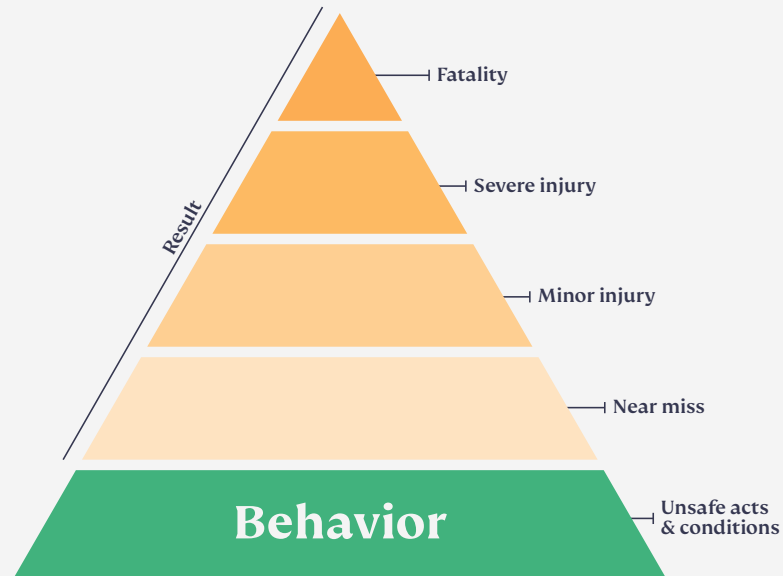 Fatality
Severe injury
Result
Minor injury
Near miss
Behavior
Unsafe acts
& conditions